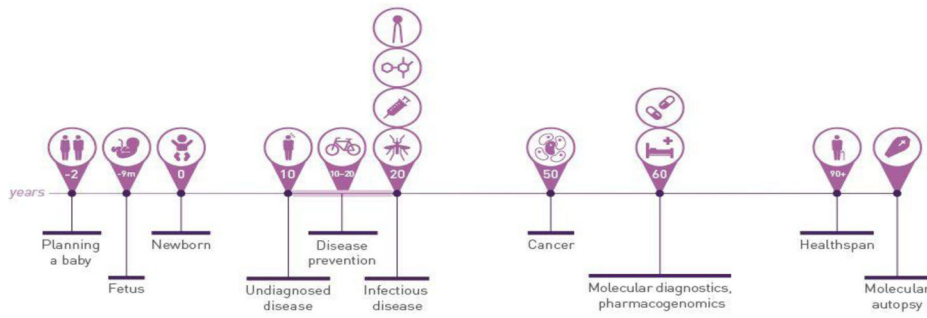 -2
-9m
0
10
10-20
20
50
60
90+
years
Planning
a baby
Fetus
Newborn
Undiagnosed
disease
Disease
prevention
Infectious
disease
Cancer
Molecular diagnostics,
pharmacogenomics
Healthspan
Molecular
autopsy